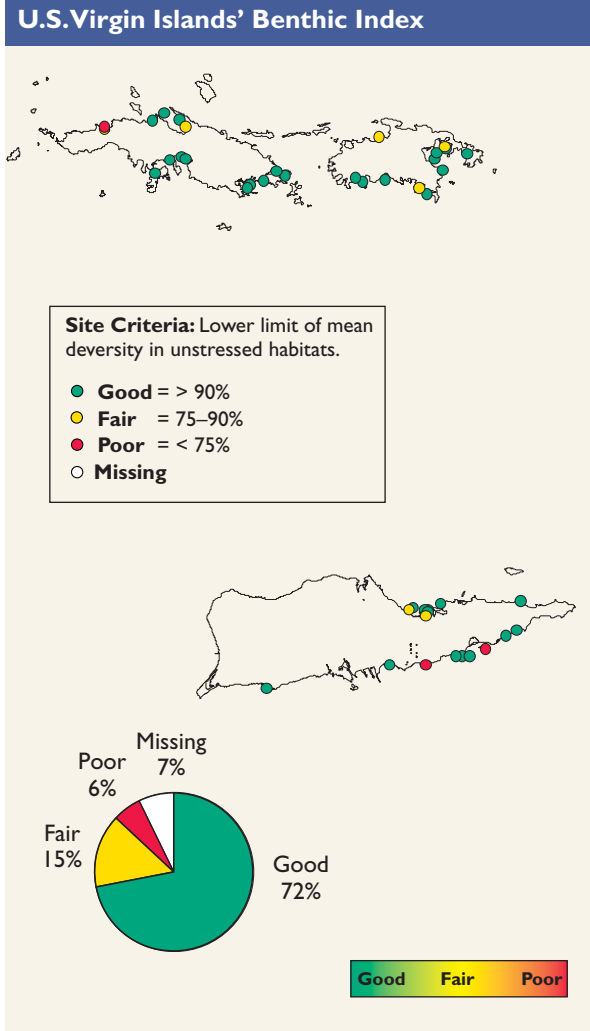 U.S.Virgin Islands' Benthic Index
Site Criteria: Lower limit of mean
deversity in unstressed habitats.
Good = > 90%
Fair = 75–90%
Poor = < 75%
Missing
Missing
7%
Poor
6%
Fair
15%
Good
72%
Good Fair Poor